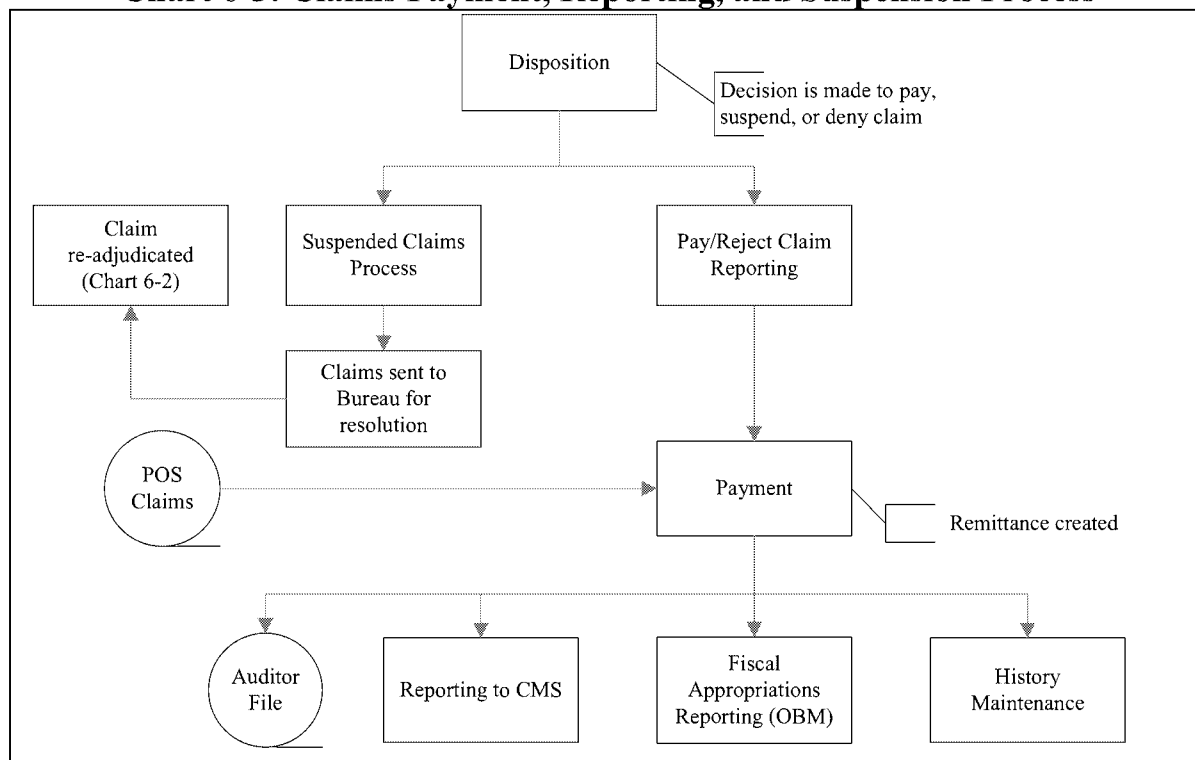 Chart 6-3: Claims Payment, Reporting, and Suspension Process
Disposition
Decision is made to pay,
suspend, or deny claim
Claim
re-adjudicated
(Chart 6-2)
Suspended Claims
Process
Pay/Reject Claim
Reporting
Claims sent to
Bureau for
resolution
POS
Claims
Payment
Remittance created
Auditor
File
Reporting to CMS
Fiscal
Appropriations
Reporting (OBM)
History
Maintenance